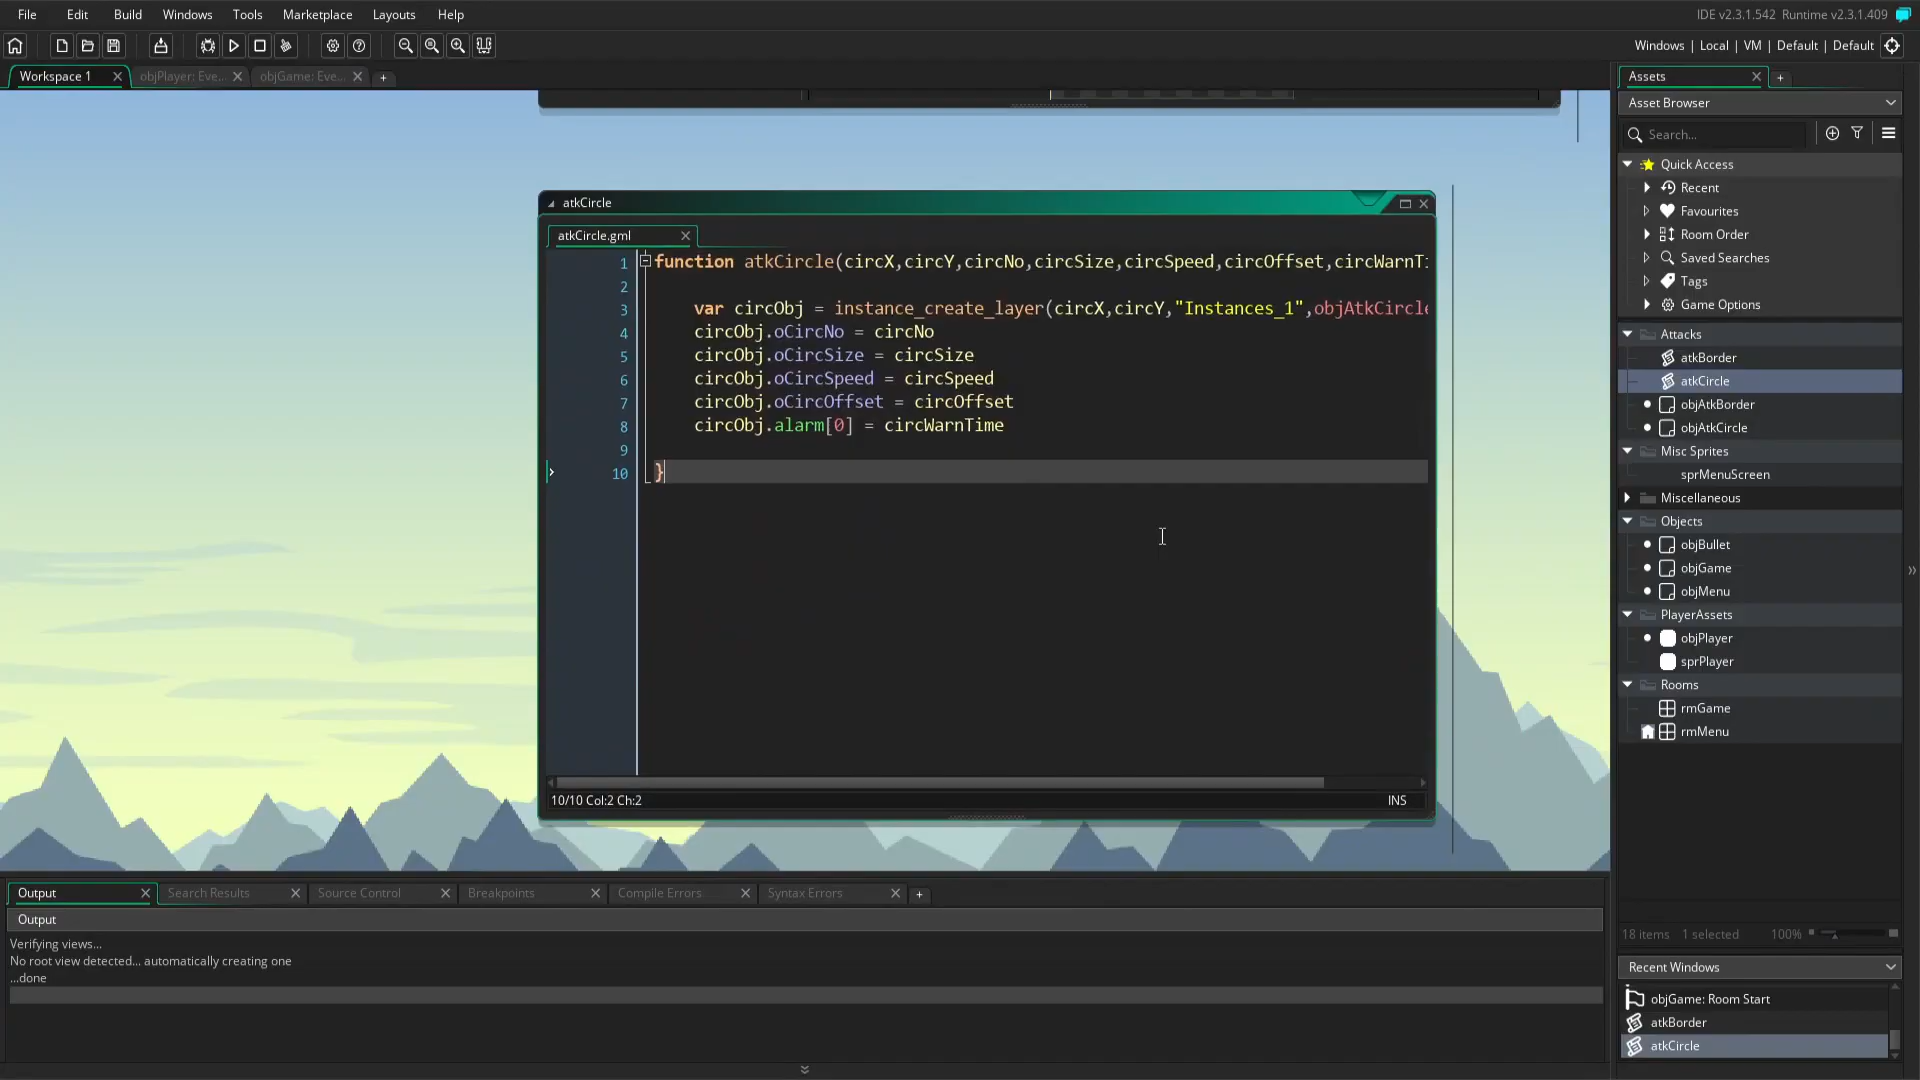 File Edit Build Windows Tools Marketplace Layouts Help
IDE v2.3.1.542 Runtime v2.3.1.409
Windows | Local | VM | Default | Default
Workspace 1
objPlayer: Eve...
objGame: Eve...
+
atkCircle
atkCircle.gml
1 function atkCircle(circX,circY,circNo,circSize,circSpeed,circOffset,circWarnTi
2
3 var circObj = instance_create_layer(circX,circY,"Instances_1",objAtkCircle
4 circObj.oCircNo = circNo
5 circObj.oCircSize = circSize
6 circObj.oCircSpeed = circSpeed
7 circObj.oCircOffset = circOffset
8 circObj.alarm[0] = circWarnTime
9
10 }
10/10 Col:2 Ch:2
INS
Assets
+
Asset Browser
Search...
Quick Access
Recent
Favourites
Room Order
Saved Searches
Tags
Game Options
Attacks
atkBorder
atkCircle
objAtkBorder
objAtkCircle
Misc Sprites
sprMenuScreen
Miscellaneous
Objects
objBullet
objGame
objMenu
PlayerAssets
objPlayer
sprPlayer
Rooms
rmGame
rmMenu
18 items 1 selected 100%
Recent Windows
objGame: Room Start
atkBorder
atkCircle
Output
Search Results
Source Control
Breakpoints
Compile Errors
Syntax Errors
+
Output
Verifying views...
No root view detected... automatically creating one
...done